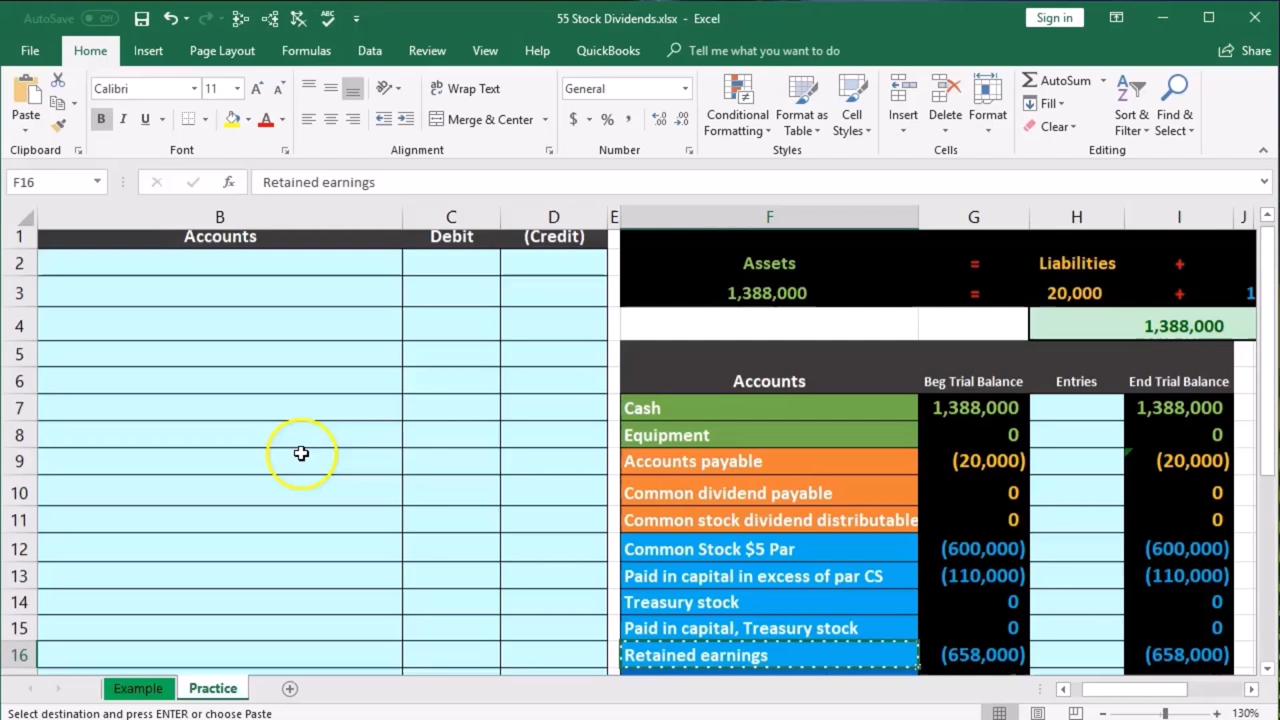 AutoSave Off 55 Stock Dividends.xlsx - Excel Sign in
File Home Insert Page Layout Formulas Data Review View Help QuickBooks Tell me what you want to do Share
Paste Calibri 11 Wrap Text General Conditional Formatting Format as Table Cell Styles Insert Delete Format AutoSum Sort & Filter Find & Select
B I U Merge & Center $ % Fill
Clear
Clipboard Font Alignment Number Styles Cells Editing
F16 fx Retained earnings
B C D E F G H I J
1 Accounts Debit (Credit)
2 Assets = Liabilities +
3 1,388,000 = 20,000 + 1
4 1,388,000
5
6 Accounts Beg Trial Balance Entries End Trial Balance
7 Cash 1,388,000 1,388,000
8 Equipment 0 0
9 Accounts payable (20,000) (20,000)
10 Common dividend payable 0 0
11 Common stock dividend distributable 0 0
12 Common Stock $5 Par (600,000) (600,000)
13 Paid in capital in excess of par CS (110,000) (110,000)
14 Treasury stock 0 0
15 Paid in capital, Treasury stock 0 0
16 Retained earnings (658,000) (658,000)
Example Practice
Select destination and press ENTER or choose Paste 130%